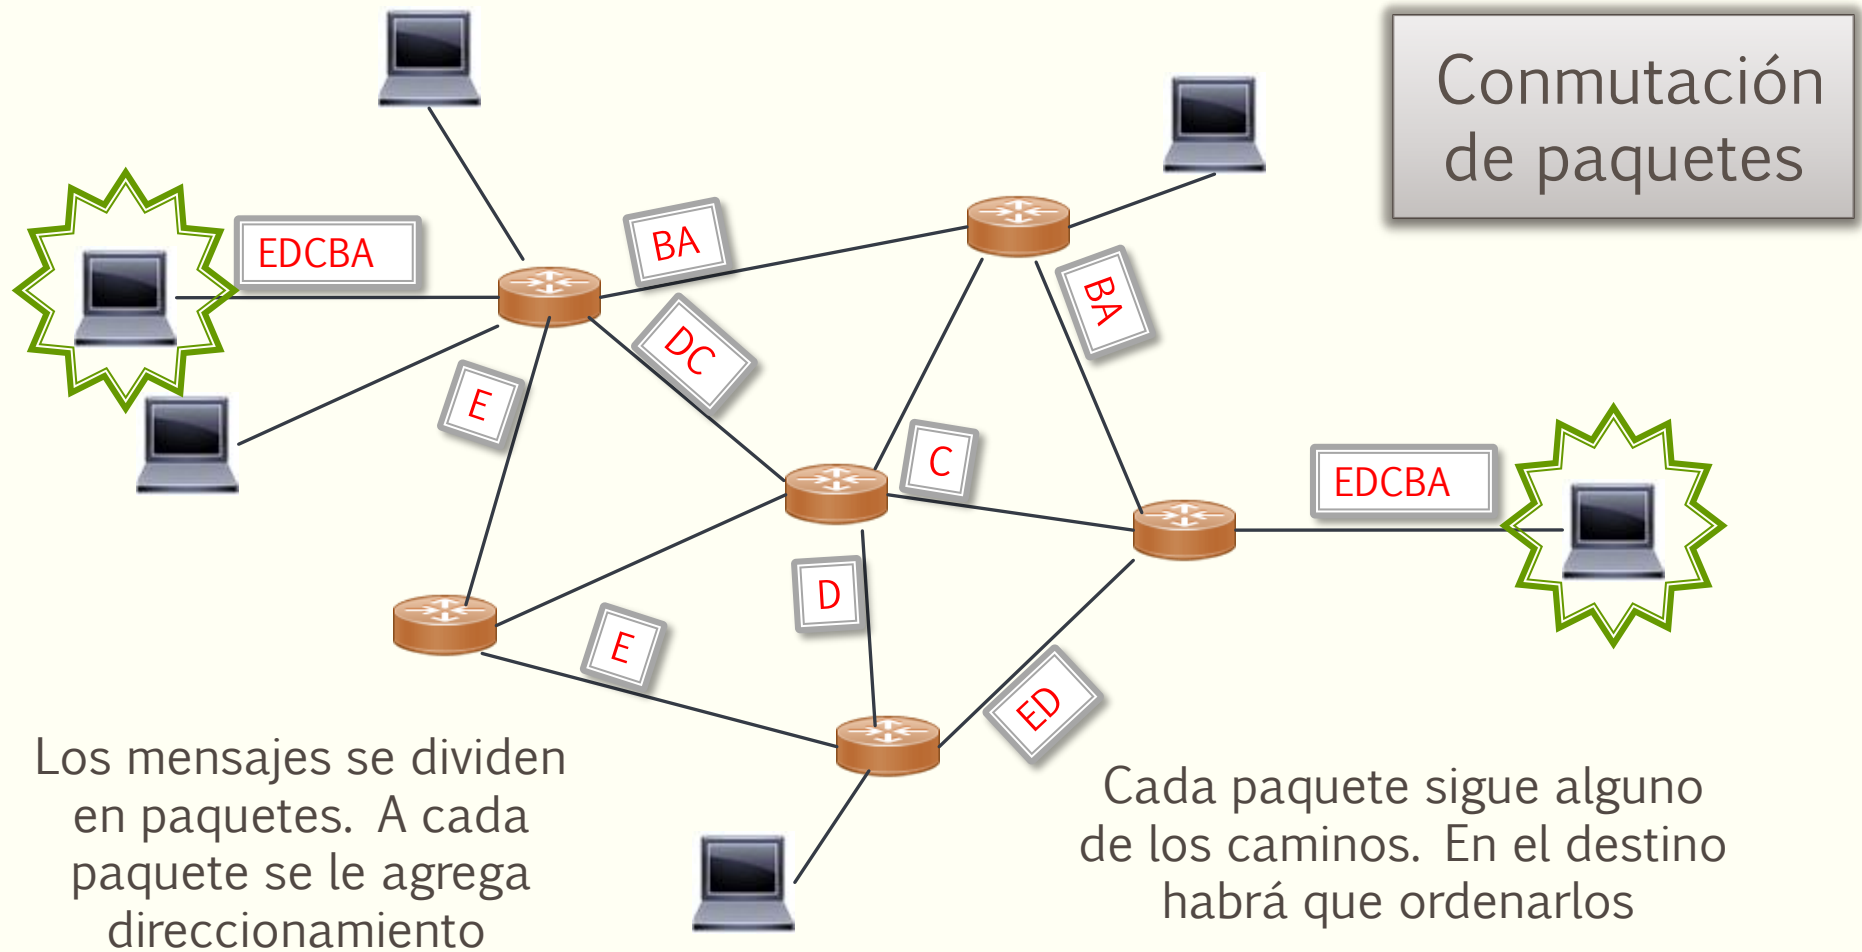 Conmutación
de paquetes
EDCBA
BA
BA
DC
E
C
EDCBA
D
E
ED
Los mensajes se dividen
en paquetes. A cada
paquete se le agrega
direccionamiento
Cada paquete sigue alguno
de los caminos. En el destino
habrá que ordenarlos